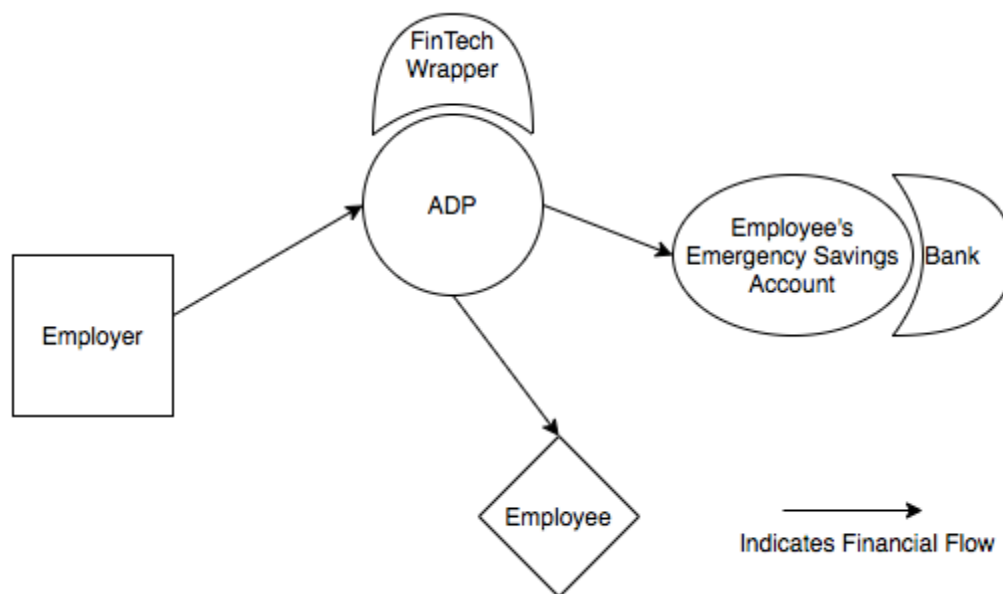 FinTech
Wrapper
ADP
Employee's
Emergency Savings
Account
Bank
Employer
Employee
Indicates Financial Flow